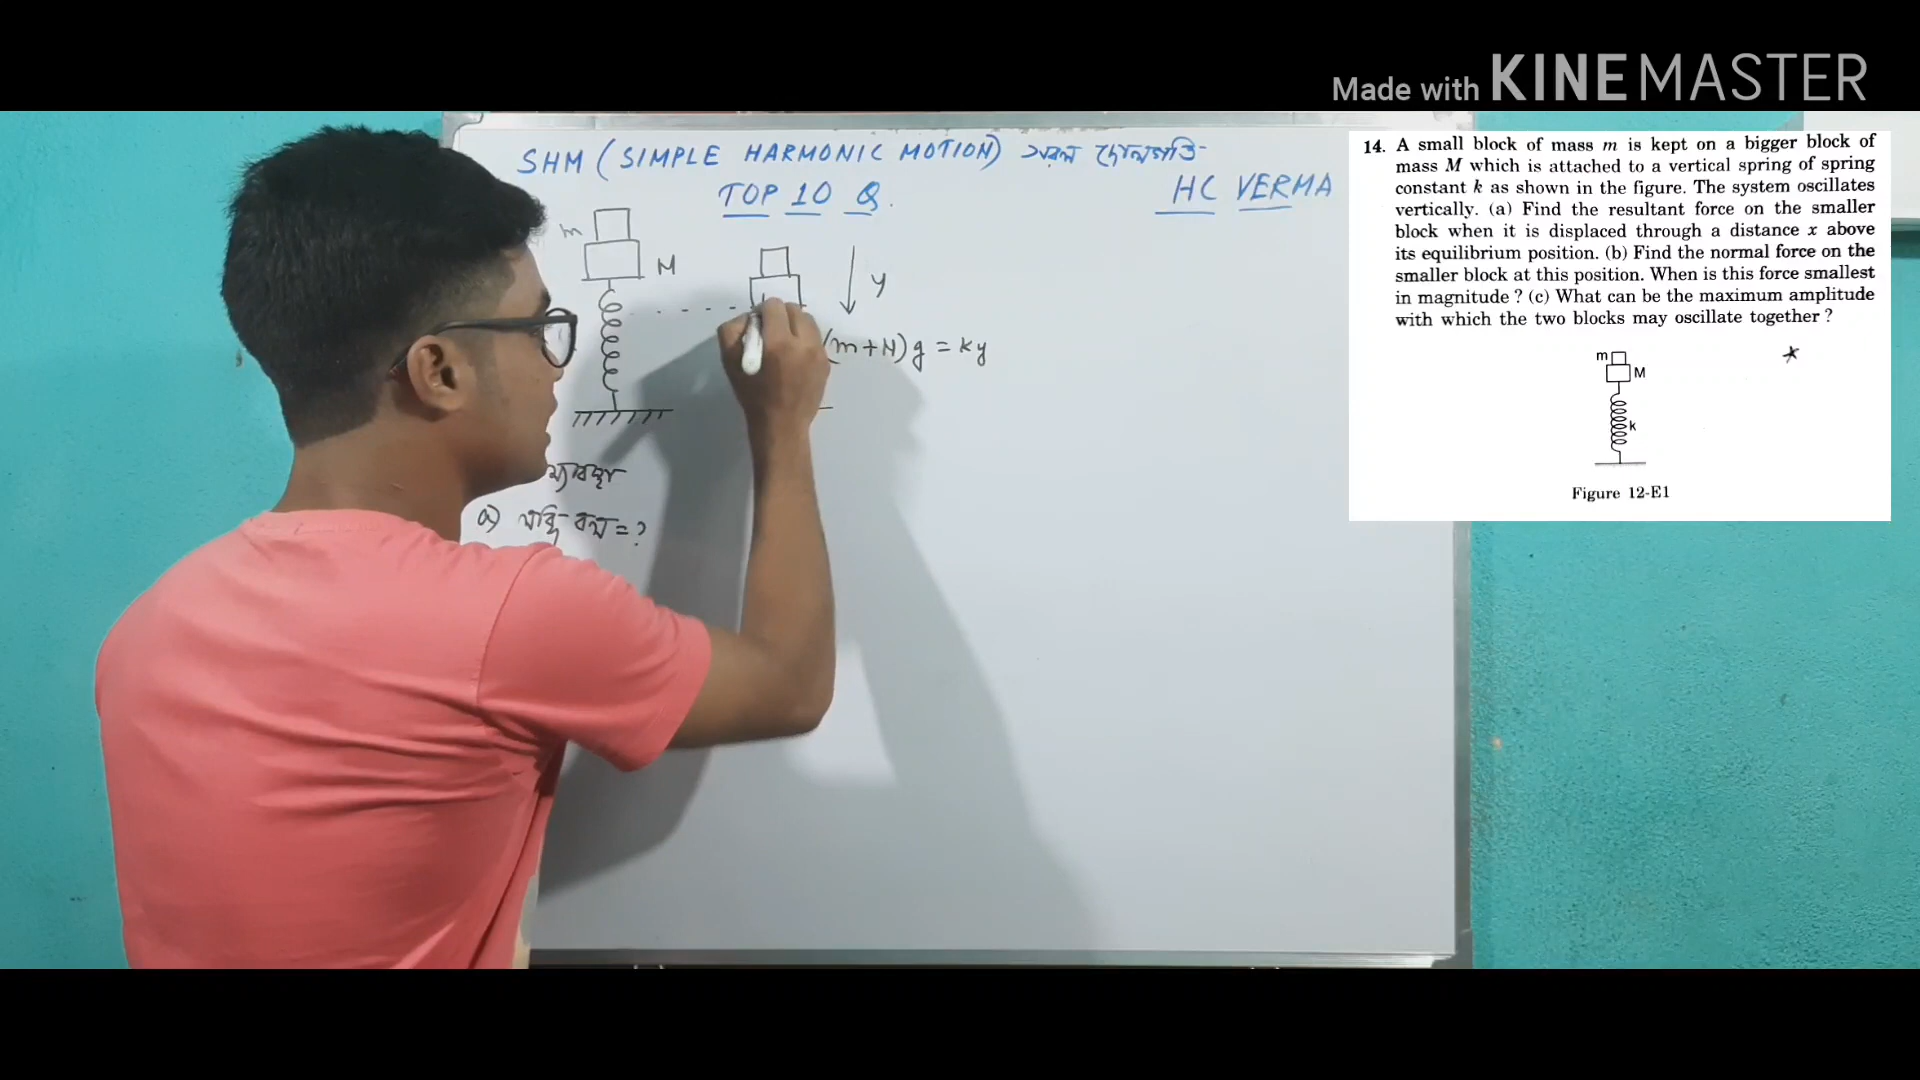 Made with KINEMASTER
SHM (SIMPLE HARMONIC MOTION) সরল দোলগতি
TOP 10 Q.
HC VERMA
m
M
y
(m+M)g = ky
a) লব্ধি বল = ?
14. A small block of mass m is kept on a bigger block of
mass M which is attached to a vertical spring of spring
constant k as shown in the figure. The system oscillates
vertically. (a) Find the resultant force on the smaller
block when it is displaced through a distance x above
its equilibrium position. (b) Find the normal force on the
smaller block at this position. When is this force smallest
in magnitude ? (c) What can be the maximum amplitude
with which the two blocks may oscillate together ?
m
M
k
Figure 12-E1